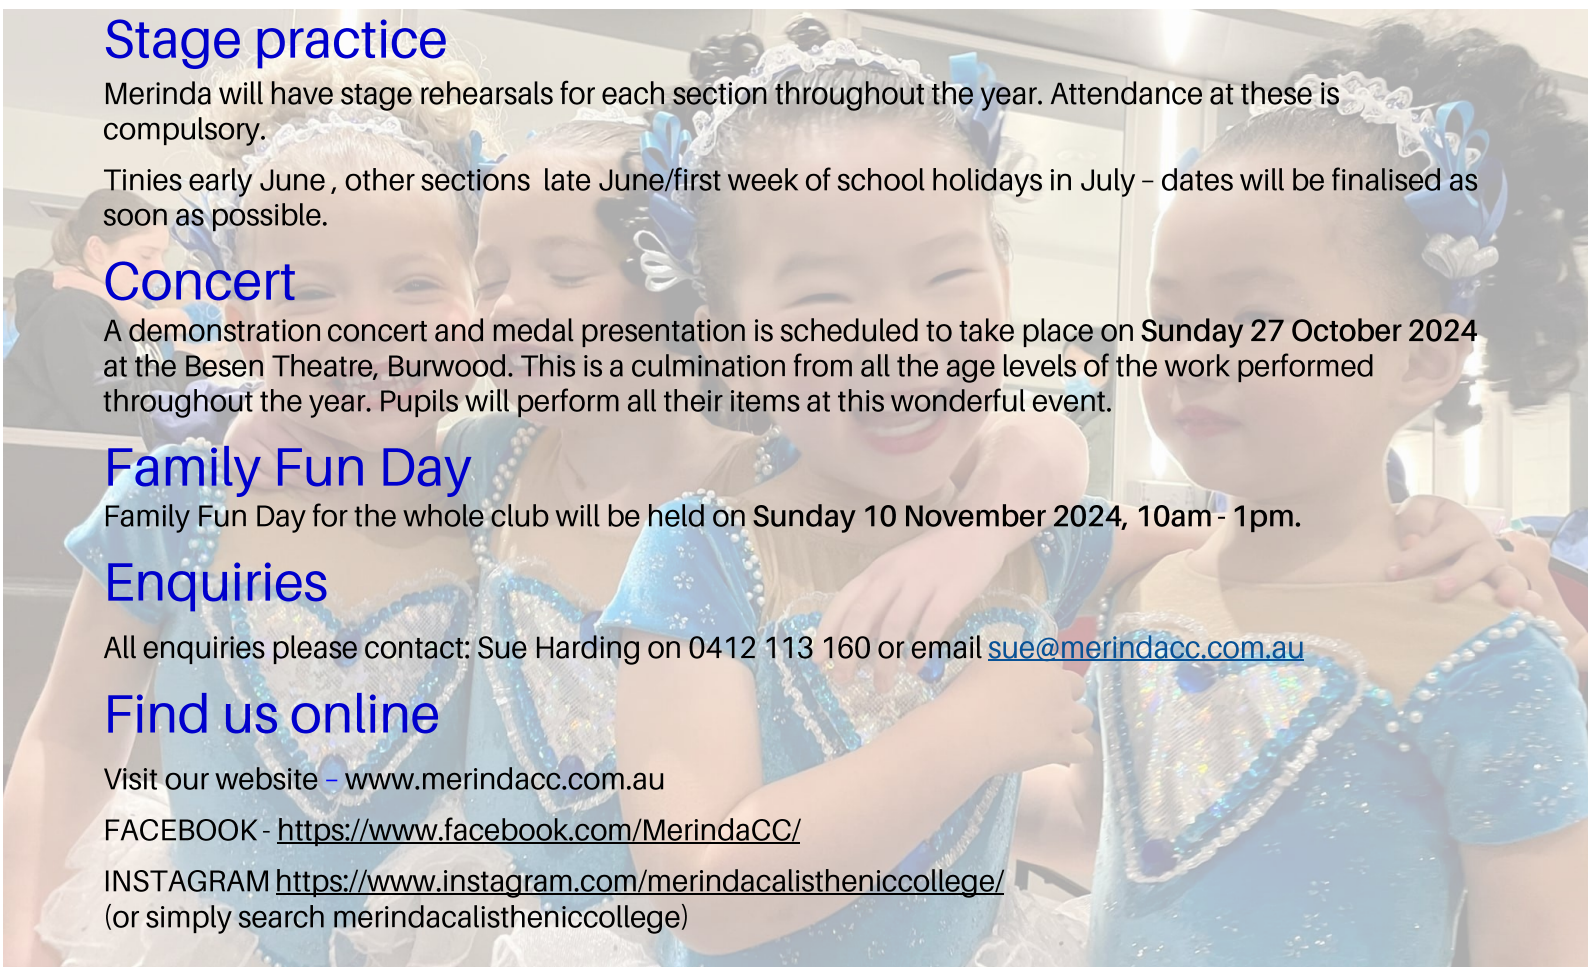 Stage practice
Merinda will have stage rehearsals for each section throughout the year. Attendance at these is
compulsory.
Tinies early June , other sections  late June/first week of school holidays in July – dates will be finalised as
soon as possible.
Concert
A demonstration concert and medal presentation is scheduled to take place on Sunday 27 October 2024
at the Besen Theatre, Burwood. This is a culmination from all the age levels of the work performed
throughout the year. Pupils will perform all their items at this wonderful event.
Family Fun Day
Family Fun Day for the whole club will be held on Sunday 10 November 2024, 10am - 1pm.
Enquiries
All enquiries please contact: Sue Harding on 0412 113 160 or email sue@merindacc.com.au
Find us online
Visit our website – www.merindacc.com.au
FACEBOOK - https://www.facebook.com/MerindaCC/
INSTAGRAM https://www.instagram.com/merindacalistheniccollege/
(or simply search merindacalistheniccollege)